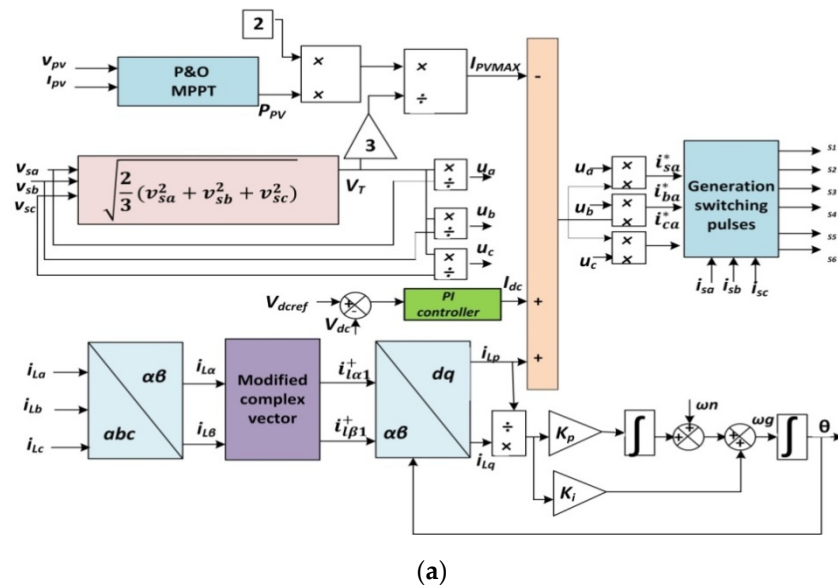 2
v_pv
ı_pv
P&O
MPPT
P_PV
×
×
×
÷
I_PVMAX
3
v_sa
v_sb
v_sc
√2/3 (v²_sa + v²_sb + v²_sc)
V_T
×
÷
u_a
×
÷
u_b
×
÷
u_c
V_dcref
+
-
V_dc
PI
controller
I_dc
-
+
+
u_a
×
×
i*_sa
u_b
×
×
i*_ba
u_c
×
×
i*_ca
Generation
switching
pulses
S1
S2
S3
S4
S5
S6
i_sa
i_sb
i_sc
i_La
i_Lb
i_Lc
αβ
abc
i_Lα
i_Lβ
Modified
complex
vector
i⁺_lα1
i⁺_lβ1
dq
αβ
i_Lp
i_Lq
÷
×
K_p
K_i
∫
ωn
+
+
+
+
ωg
∫
θ
(a)